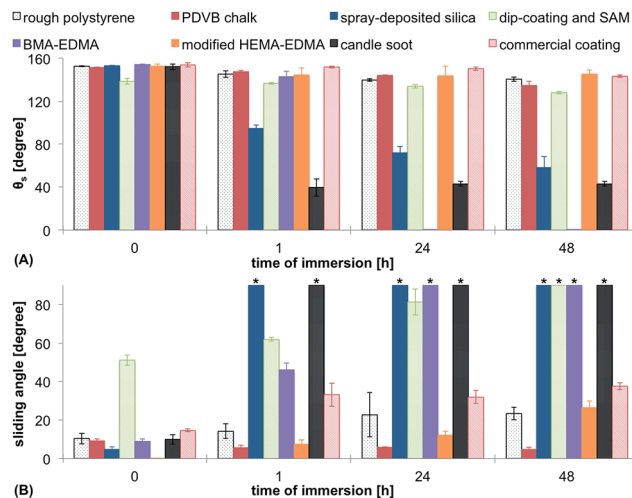 rough polystyrene PDVB chalk spray-deposited silica dip-coating and SAM
BMA-EDMA modified HEMA-EDMA candle soot commercial coating
160
120
80
40
0
θs [degree]
0 1 24 48
(A) time of immersion [h]
* * * * * * * * *
80
60
40
20
0
sliding angle [degree]
0 1 24 48
(B) time of immersion [h]